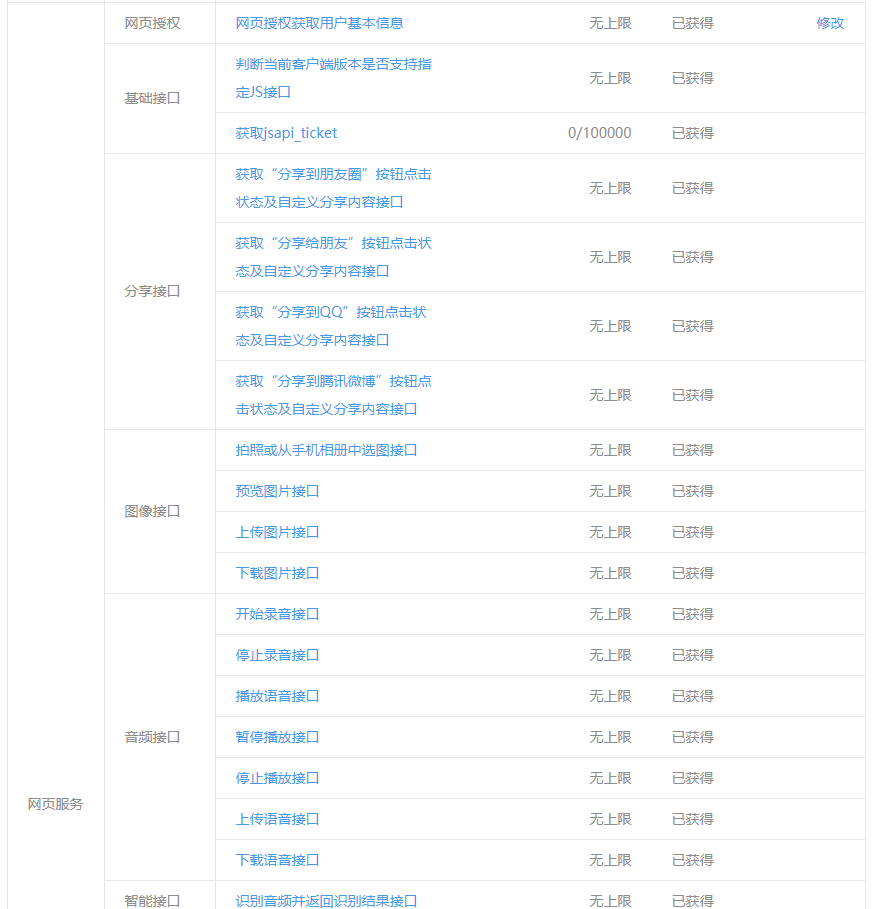 网页授权 网页授权获取用户基本信息 无上限 已获得 修改
基础接口
判断当前客户端版本是否支持指
定JS接口
无上限 已获得
获取jsapi_ticket 0/100000 已获得
分享接口
获取“分享到朋友圈”按钮点击
状态及自定义分享内容接口
无上限 已获得
获取“分享给朋友”按钮点击状
态及自定义分享内容接口
无上限 已获得
获取“分享到QQ”按钮点击状
态及自定义分享内容接口
无上限 已获得
获取“分享到腾讯微博”按钮点
击状态及自定义分享内容接口
无上限 已获得
图像接口
拍照或从手机相册中选图接口 无上限 已获得
预览图片接口 无上限 已获得
上传图片接口 无上限 已获得
下载图片接口 无上限 已获得
音频接口
开始录音接口 无上限 已获得
停止录音接口 无上限 已获得
播放语音接口 无上限 已获得
暂停播放接口 无上限 已获得
停止播放接口 无上限 已获得
网页服务
上传语音接口 无上限 已获得
下载语音接口 无上限 已获得
智能接口 识别音频并返回识别结果接口 无上限 已获得